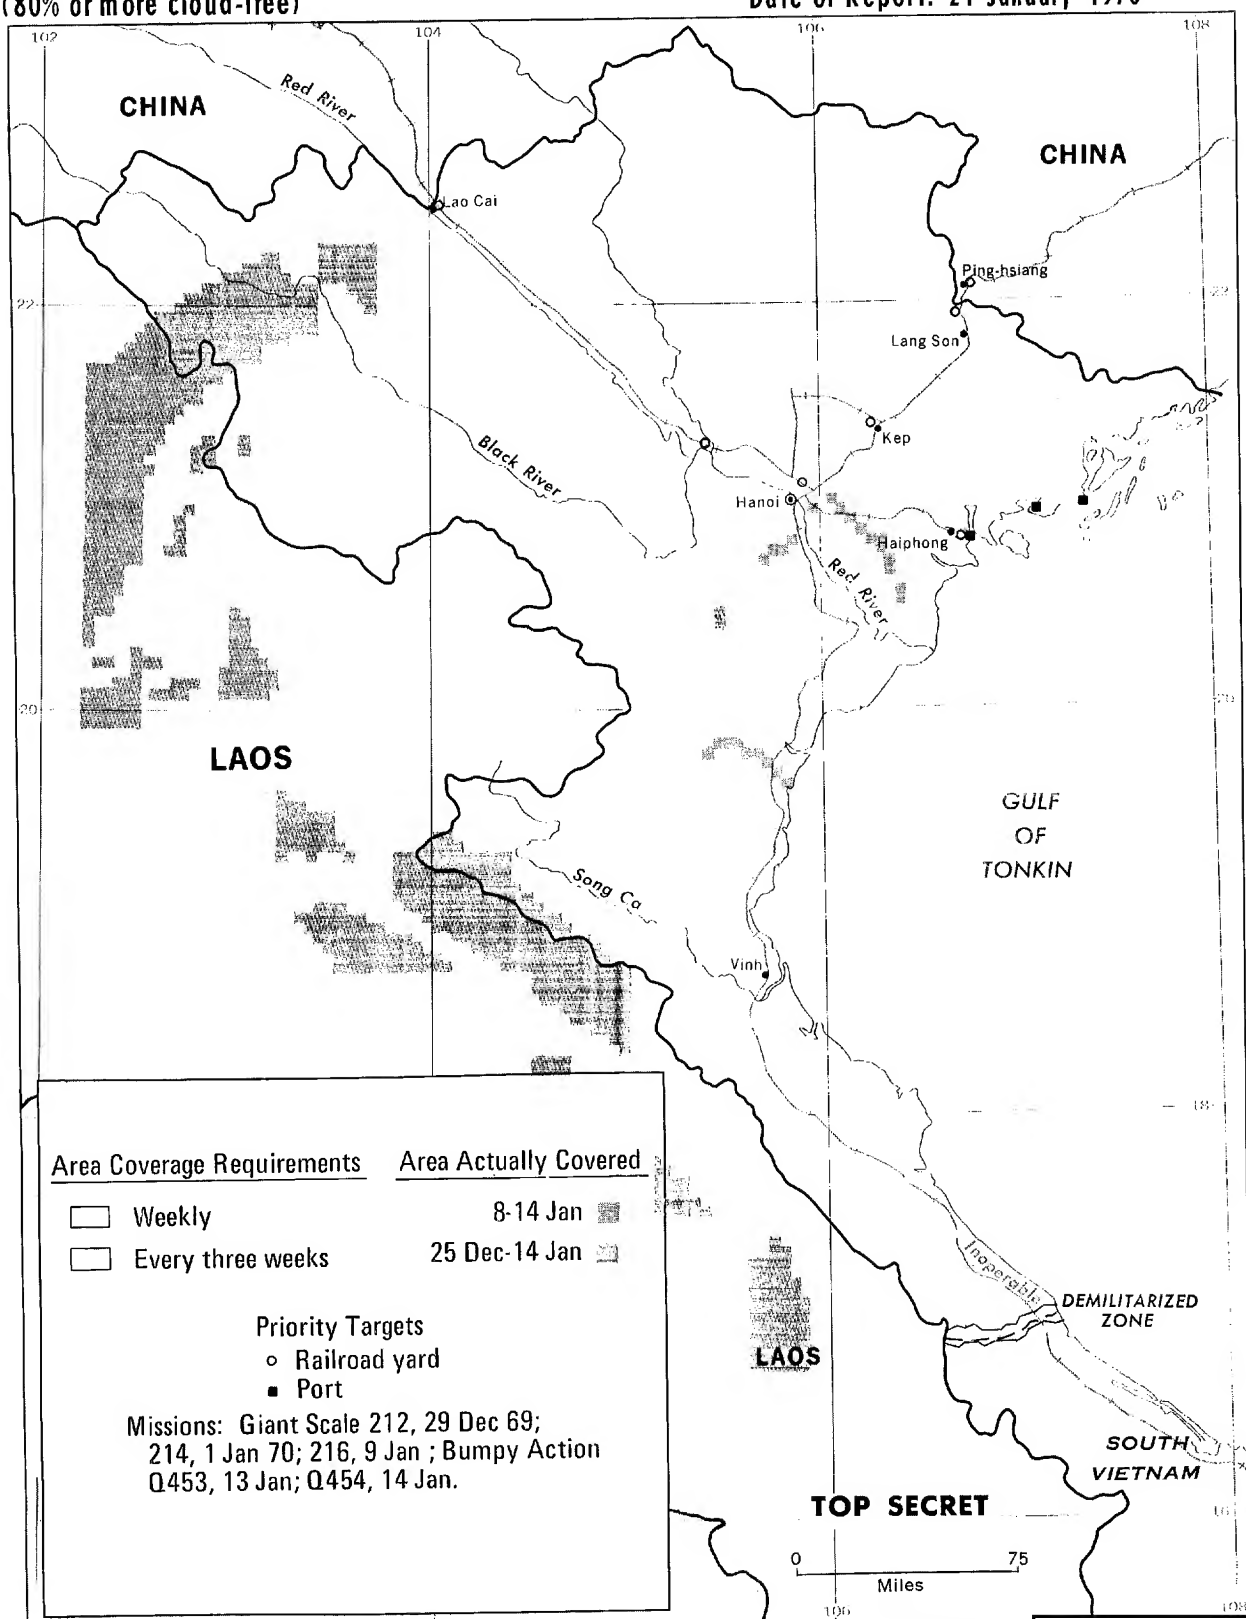 (80% or more cloud-free)
Date of Report: 21 January 1970
102
104
106
108
CHINA
Red River
CHINA
Lao Cai
Ping-hsiang
22
22
Lang Son
Kep
Black River
Hanoi
Haiphong
Red River
20
20
LAOS
GULF
OF
TONKIN
Song Ca
Vinh
18
Area Coverage Requirements
Area Actually Covered
Weekly
8-14 Jan
Every three weeks
25 Dec-14 Jan
Inoperable
DEMILITARIZED
ZONE
Priority Targets
Railroad yard
Port
LAOS
Missions: Giant Scale 212, 29 Dec 69;
214, 1 Jan 70; 216, 9 Jan ; Bumpy Action
Q453, 13 Jan; Q454, 14 Jan.
SOUTH
VIETNAM
TOP SECRET
16
0
75
Miles
106
108